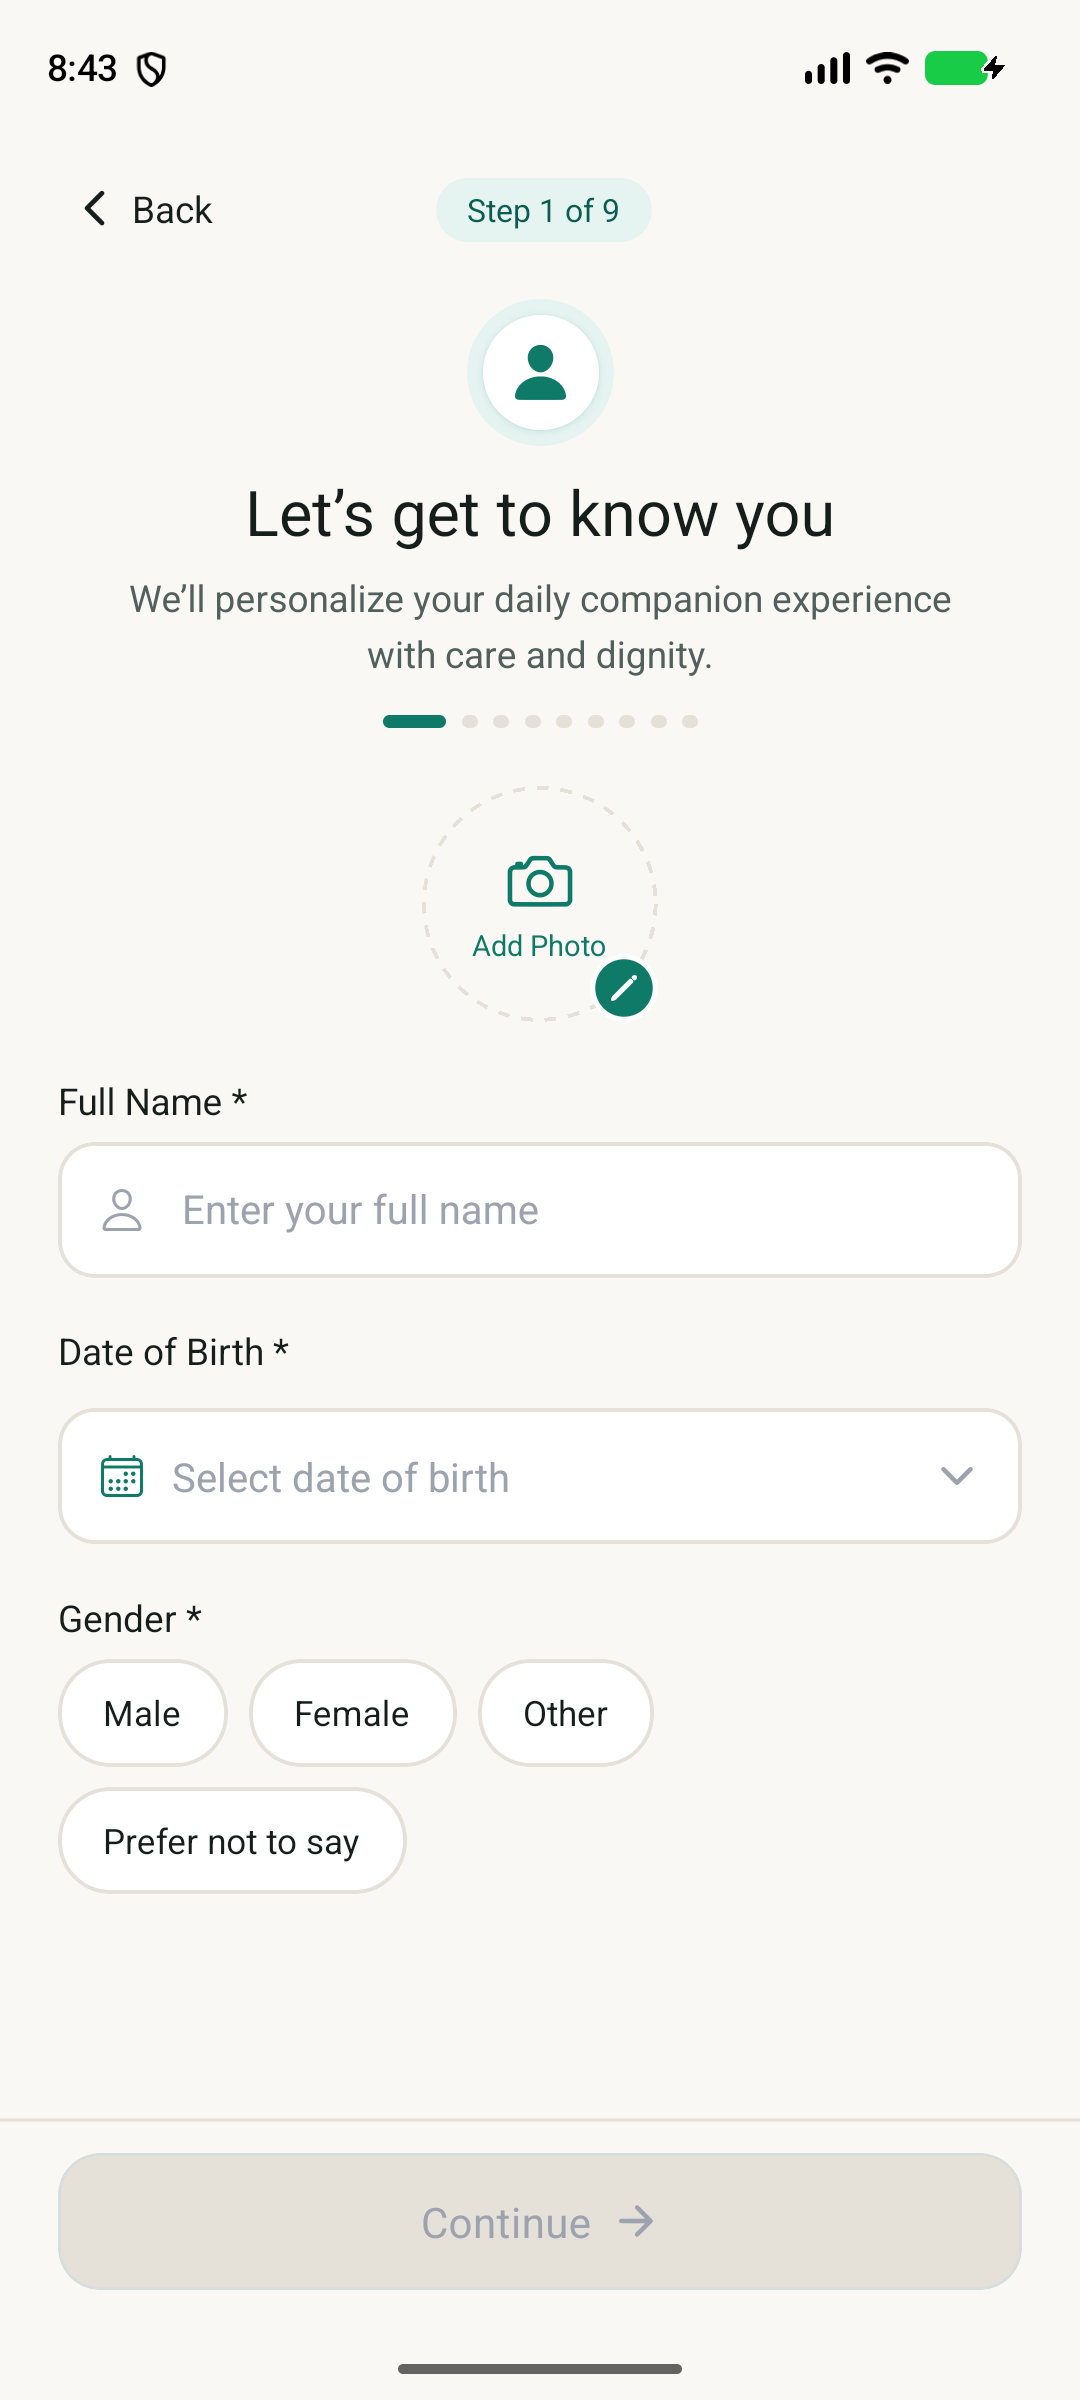 8:43
Back
Step 1 of 9
Let’s get to know you
We’ll personalize your daily companion experience
with care and dignity.
Add Photo
Full Name *
Enter your full name
Date of Birth *
Select date of birth
Gender *
Male
Female
Other
Prefer not to say
Continue